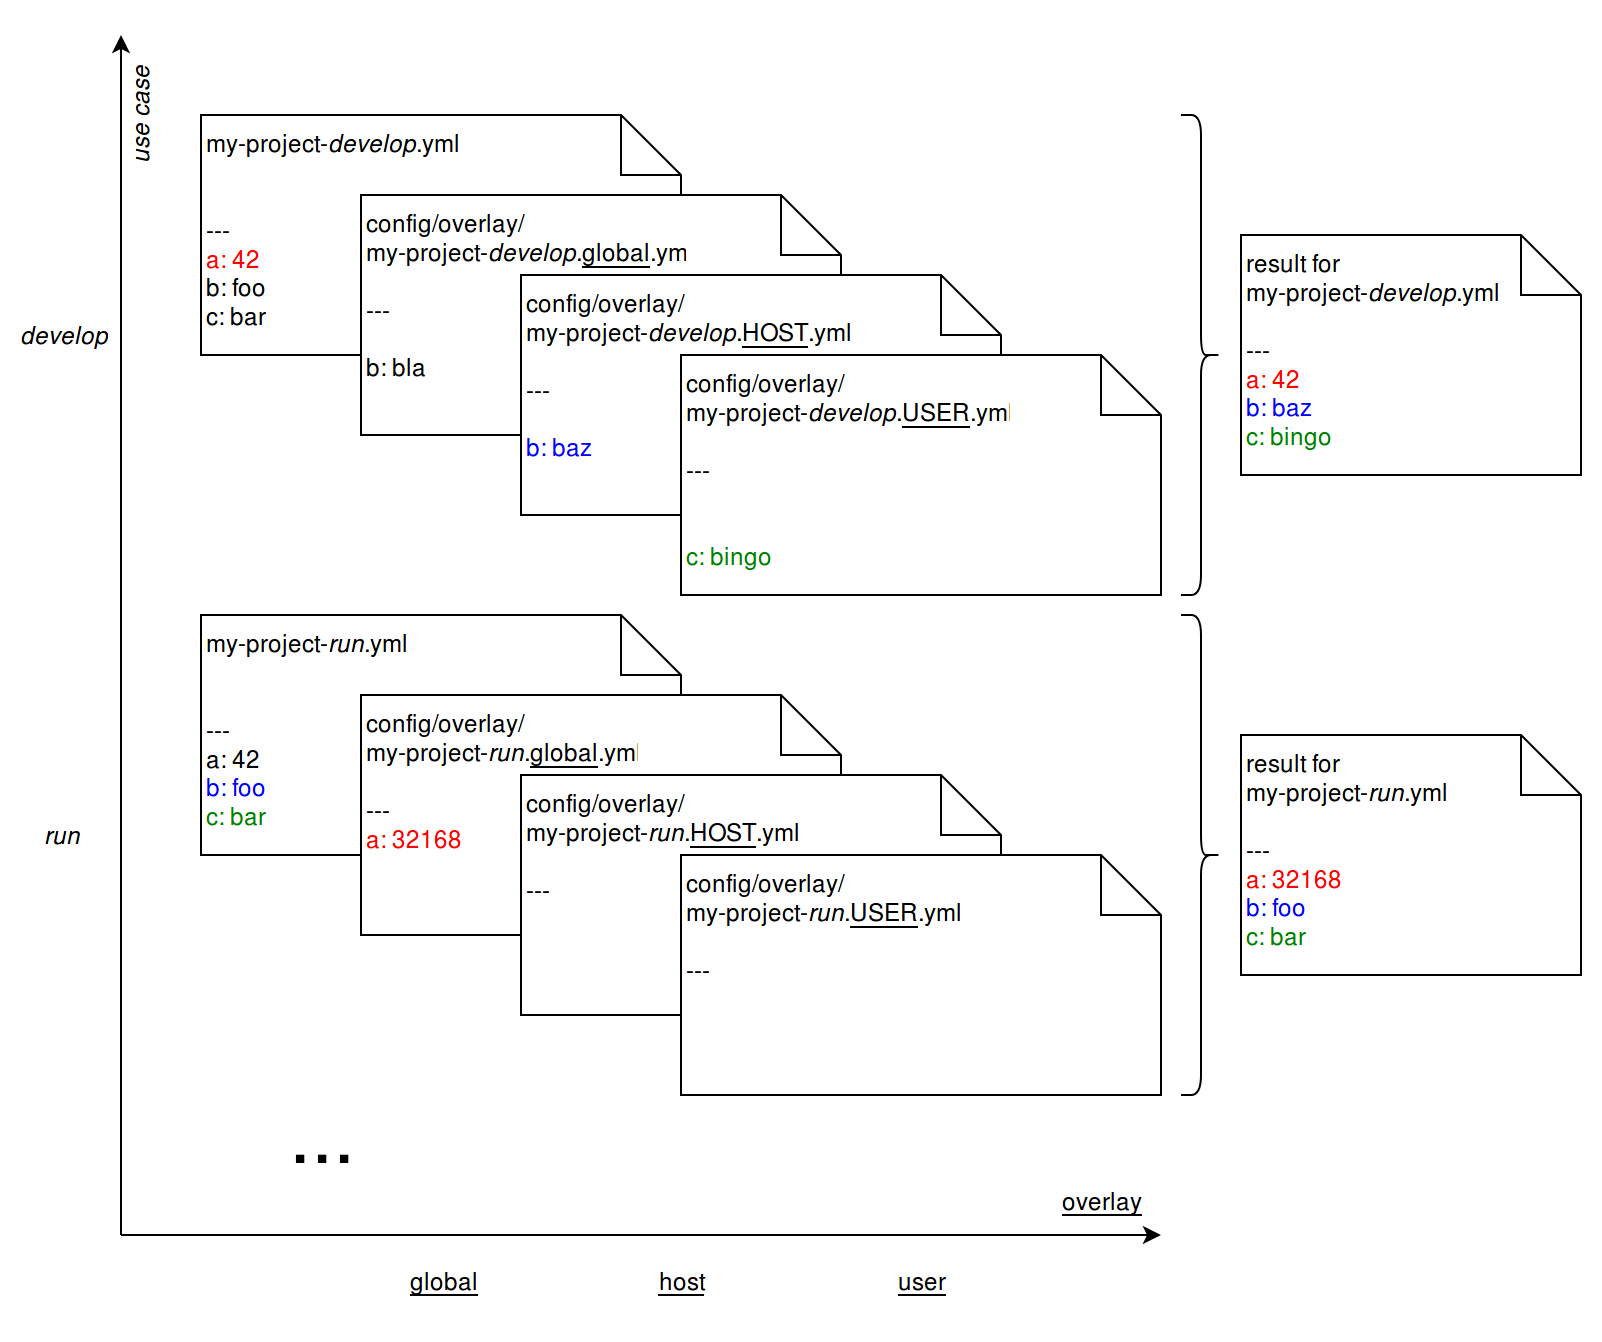 use case
my-project-develop.yml
---
a: 42
b: foo
c: bar
config/overlay/
my-project-develop.global.ym
---
b: bla
config/overlay/
my-project-develop.HOST.yml
---
b: baz
config/overlay/
my-project-develop.USER.yml
---
c: bingo
result for
my-project-develop.yml
---
a: 42
b: baz
c: bingo
develop
my-project-run.yml
---
a: 42
b: foo
c: bar
config/overlay/
my-project-run.global.yml
---
a: 32168
config/overlay/
my-project-run.HOST.yml
---
config/overlay/
my-project-run.USER.yml
---
result for
my-project-run.yml
---
a: 32168
b: foo
c: bar
run
...
overlay
global
host
user